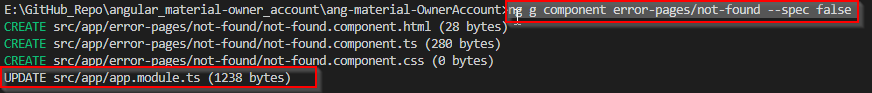 E:\GitHub_Repo\angular_material-owner_account\ang-material-OwnerAccount>ng g component error-pages/not-found --spec false
CREATE src/app/error-pages/not-found/not-found.component.html (28 bytes)
CREATE src/app/error-pages/not-found/not-found.component.ts (280 bytes)
CREATE src/app/error-pages/not-found/not-found.component.css (0 bytes)
UPDATE src/app/app.module.ts (1238 bytes)